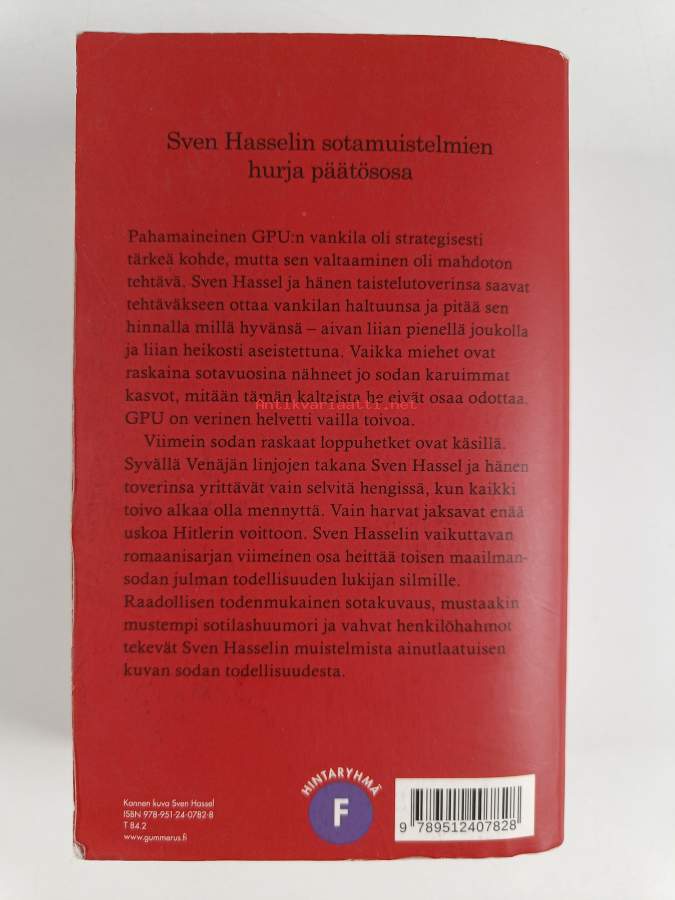 Sven Hasselin sotamuistelmien
hurja päätösosa
Pahamaineinen GPU:n vankila oli strategisesti
tärkeä kohde, mutta sen valtaaminen oli mahdoton
tehtävä. Sven Hassel ja hänen taistelutoverinsa saavat
tehtäväkseen ottaa vankilan haltuunsa ja pitää sen
hinnalla millä hyvänsä – aivan liian pienellä joukolla
ja liian heikosti aseistettuna. Vaikka miehet ovat
raskaina sotavuosina nähneet jo sodan karuimmat
kasvot, mitään tämän kaltaista he eivät osaa odottaa.
Antikvariaatti.net
GPU on verinen helvetti vailla toivoa.
Viimein sodan raskaat loppuhetket ovat käsillä.
Syvällä Venäjän linjojen takana Sven Hassel ja hänen
toverinsa yrittävät vain selvitä hengissä, kun kaikki
toivo alkaa olla mennyttä. Vain harvat jaksavat enää
uskoa Hitlerin voittoon. Sven Hasselin vaikuttavan
romaanisarjan viimeinen osa heittää toisen maailman-
sodan julman todellisuuden lukijan silmille.
Raadollisen todenmukainen sotakuvaus, mustaakin
mustempi sotilashuumori ja vahvat henkilöhahmot
tekevät Sven Hasselin muistelmista ainutlaatuisen
kuvan sodan todellisuudesta.
Kannen kuva Sven Hassel
ISBN 978-951-24-0782-8
T 84.2
www.gummerus.fi
HINTARYHMÄ
F
9 789512 407828